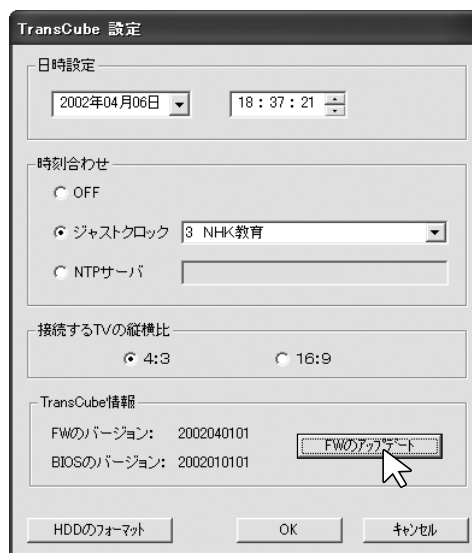 TransCube 設定
日時設定
2002年04月06日 18：37：21
時刻合わせ
OFF
ジャストクロック 3 NHK教育
NTPサーバ
接続するTVの縦横比
4:3 16:9
TransCube情報
FWのバージョン: 2002040101
FWのアップデート
BIOSのバージョン: 2002010101
HDDのフォーマット OK キャンセル